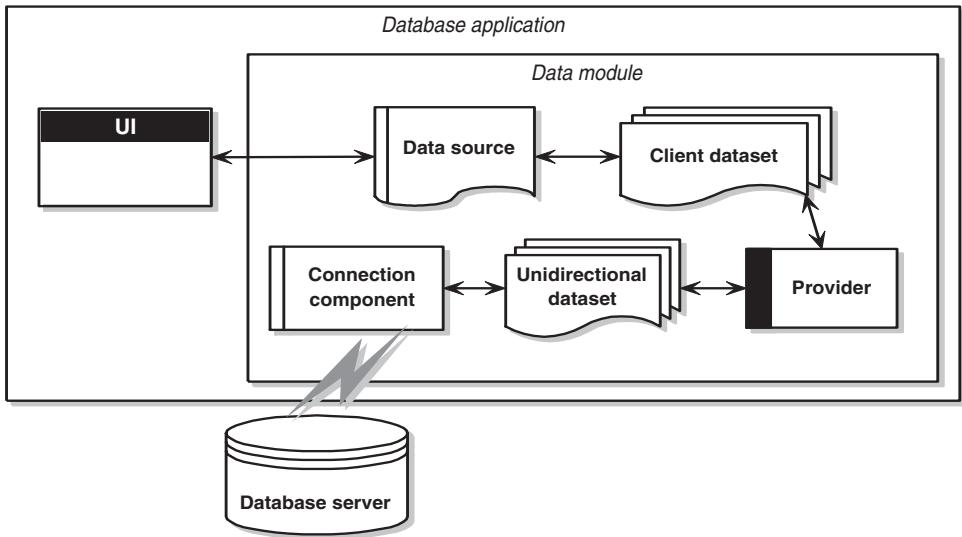 Database application
Data module
UI
Data source
Client dataset
Connection
component
Unidirectional
dataset
Provider
Database server